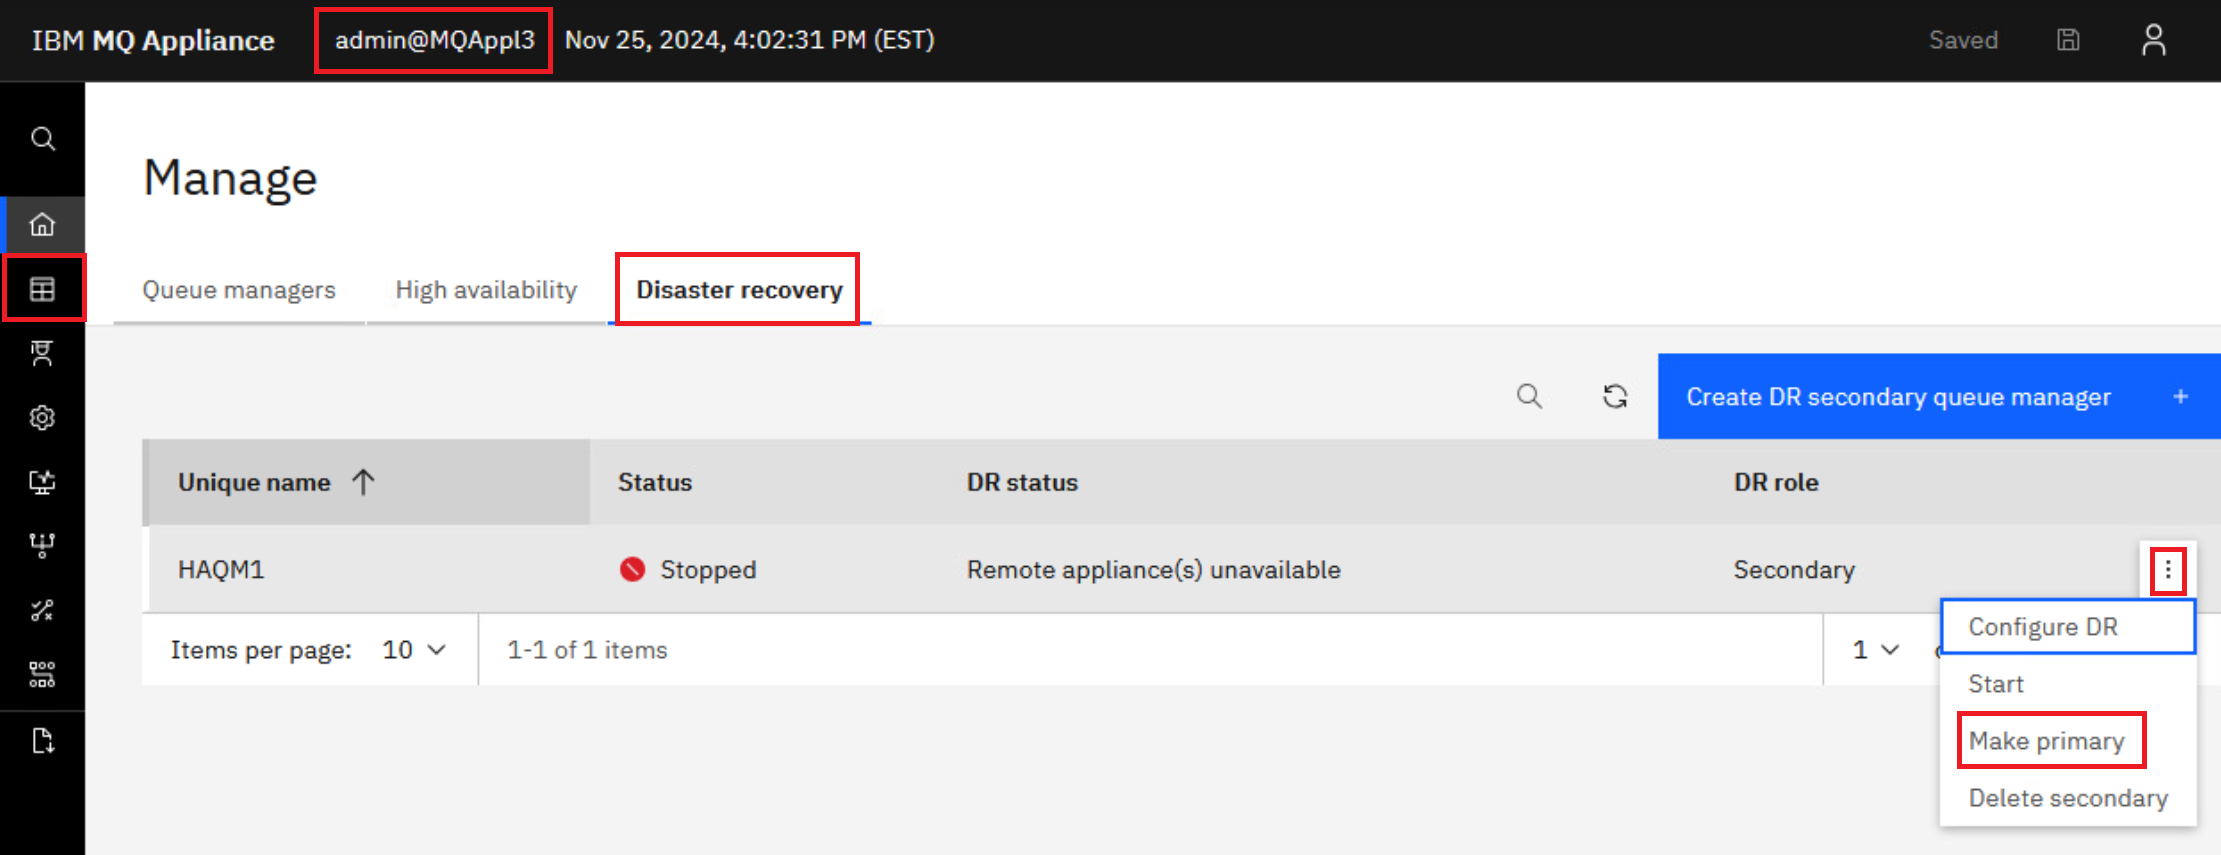 IBM MQ Appliance admin@MQAppl3 Nov 25, 2024, 4:02:31 PM (EST) Saved
Manage
Queue managers High availability Disaster recovery
Create DR secondary queue manager +
Unique name Status DR status DR role
HAQM1 Stopped Remote appliance(s) unavailable Secondary
Items per page: 10 1-1 of 1 items 1
Configure DR
Start
Make primary
Delete secondary